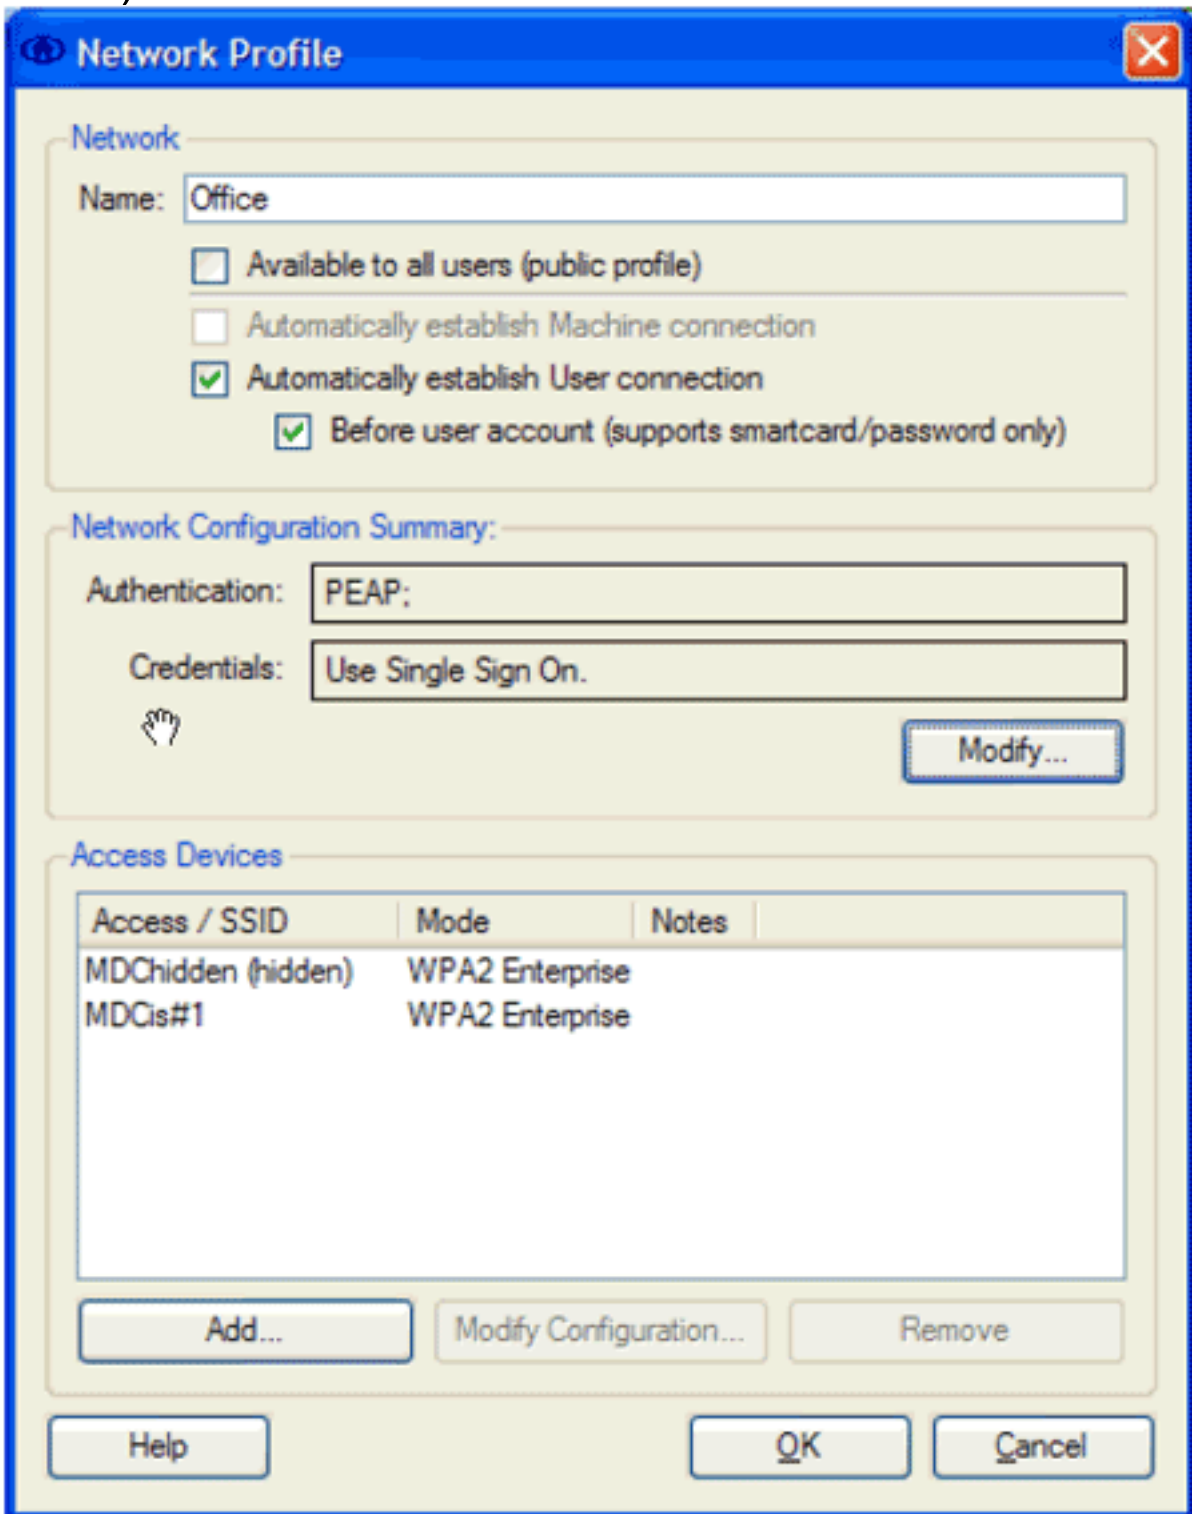 Network Profile
Network
Name: Office
Available to all users (public profile)
Automatically establish Machine connection
Automatically establish User connection
Before user account (supports smartcard/password only)
Network Configuration Summary:
Authentication: PEAP;
Credentials: Use Single Sign On.
Modify...
Access Devices
Access / SSID Mode Notes
MDChidden (hidden) WPA2 Enterprise
MDCis#1 WPA2 Enterprise
Add... Modify Configuration... Remove
Help OK Cancel